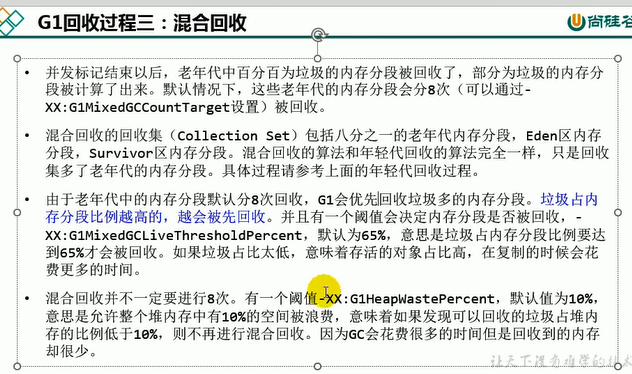 G1回收过程三：混合回收
尚硅谷
• 并发标记结束以后，老年代中百分百为垃圾的内存分段被回收了，部分为垃圾的内存分
段被计算了出来。默认情况下，这些老年代的内存分段会分8次（可以通过-
XX:G1MixedGCCountTarget设置）被回收。
• 混合回收的回收集（Collection Set）包括八分之一的老年代内存分段，Eden区内存
分段，Survivor区内存分段。混合回收的算法和年轻代回收的算法完全一样，只是回收
集多了老年代的内存分段。具体过程请参考上面的年轻代回收过程。
• 由于老年代中的内存分段默认分8次回收，G1会优先回收垃圾多的内存分段。垃圾占内
存分段比例越高的，越会被先回收。并且有一个阈值会决定内存分段是否被回收，-
XX:G1MixedGCLiveThresholdPercent，默认为65%，意思是垃圾占内存分段比例要达
到65%才会被回收。如果垃圾占比太低，意味着存活的对象占比高，在复制的时候会花
费更多的时间。
• 混合回收并不一定要进行8次。有一个阈值-XX:G1HeapWastePercent，默认值为10%，
意思是允许整个堆内存中有10%的空间被浪费，意味着如果发现可以回收的垃圾占堆内
存的比例低于10%，则不再进行混合回收。因为GC会花费很多的时间但是回收到的内存
却很少。
让天下没有难学的技术